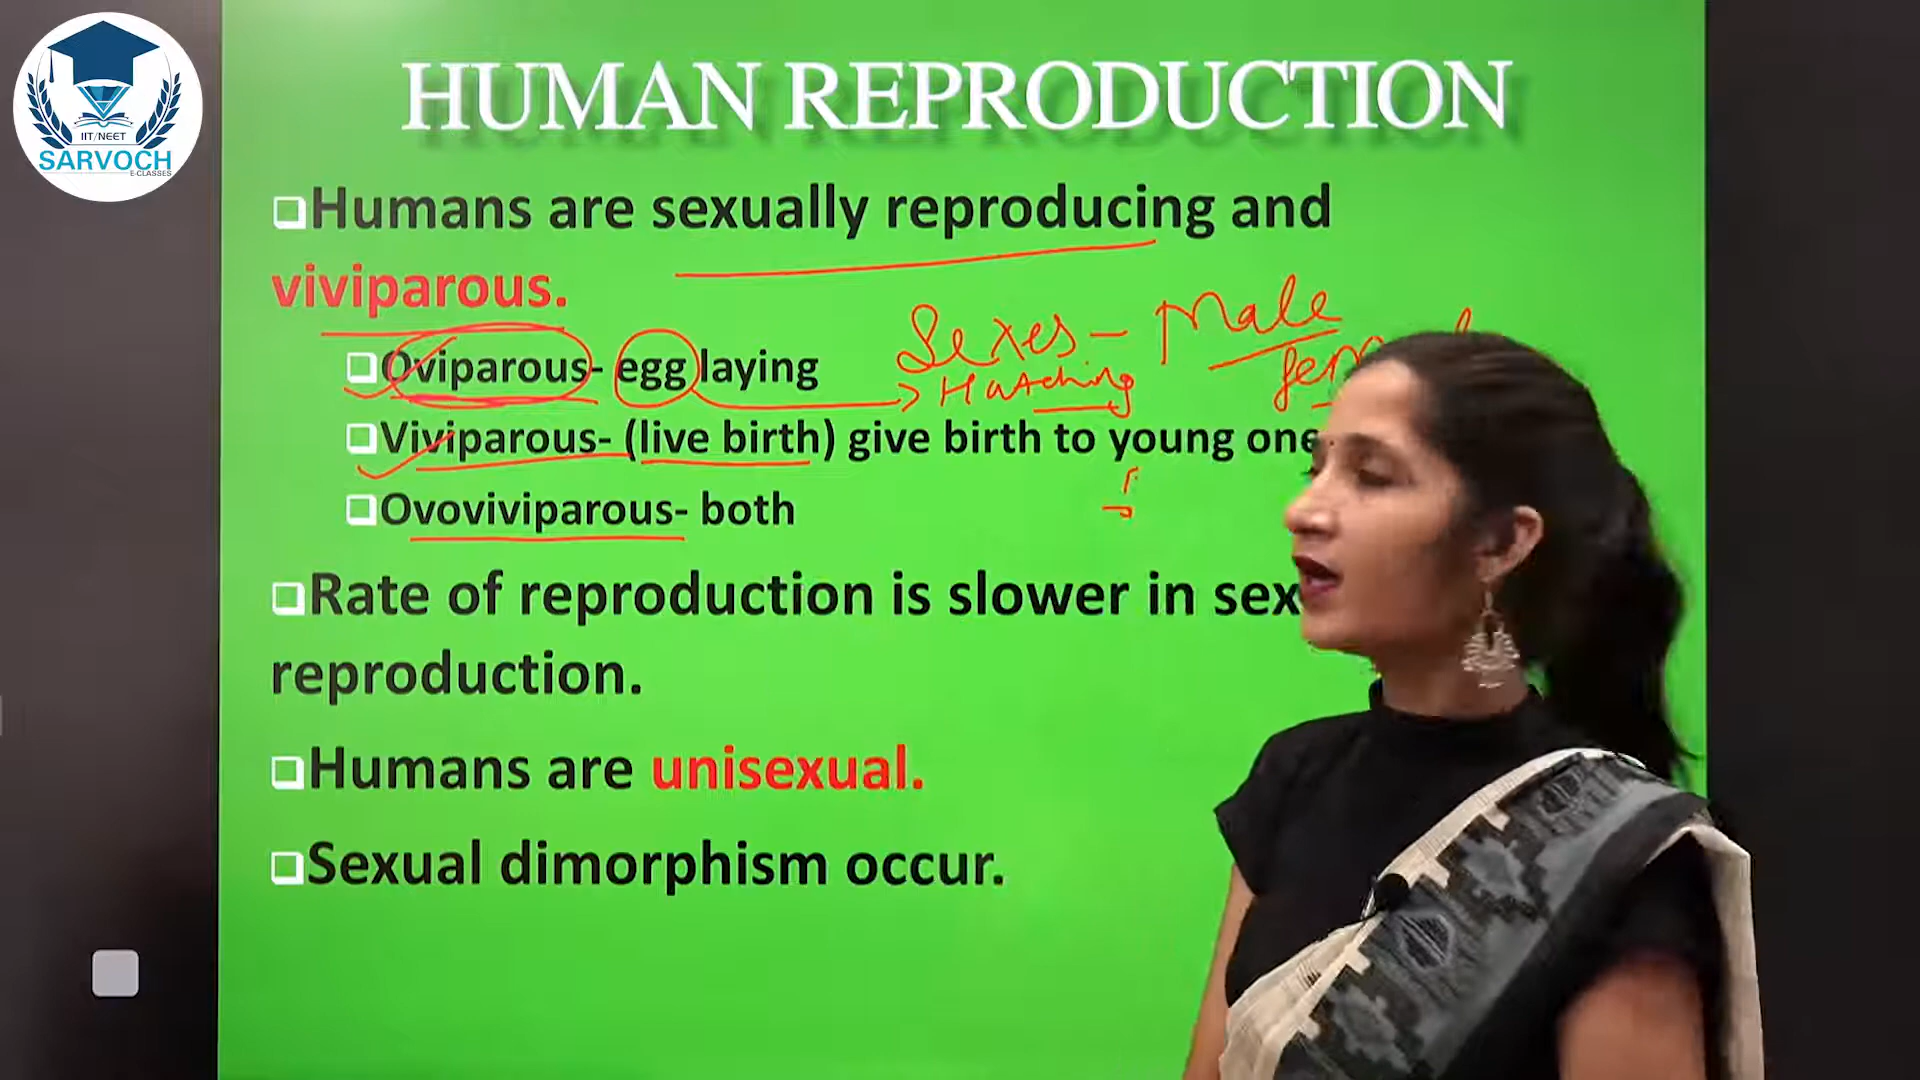 IIT/NEET
SARVOCH
E-CLASSES
HUMAN REPRODUCTION
Humans are sexually reproducing and
viviparous.
Sexes - Male
Oviparous- egg laying
Hatching
Viviparous- (live birth) give birth to young one
Ovoviviparous- both
Rate of reproduction is slower in sex
reproduction.
Humans are unisexual.
Sexual dimorphism occur.